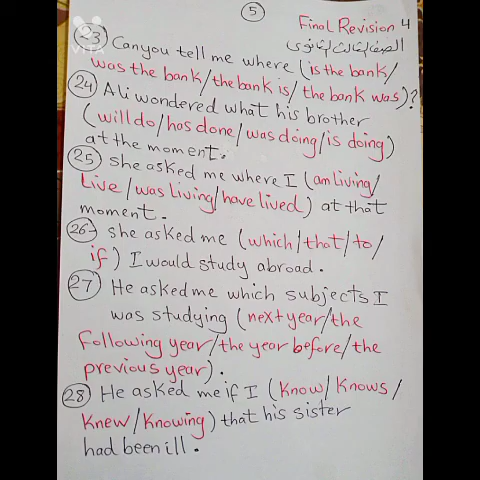 5
Final Revision 4
الصف الثالث الثانوى
23) Can you tell me where (is the bank/
was the bank/the bank is/the bank was)?
24) Ali wondered what his brother
(will do/has done/was doing/is doing)
at the moment.
25) She asked me where I (am living/
Live/was Living/have lived) at that
moment.
26- she asked me (which/that/to/
if) I would study abroad.
27) He asked me which subjects I
was studying (next year/the
following year/the year before/the
previous year).
28) He asked me if I (Know/Knows/
Knew/Knowing) that his sister
had been ill.